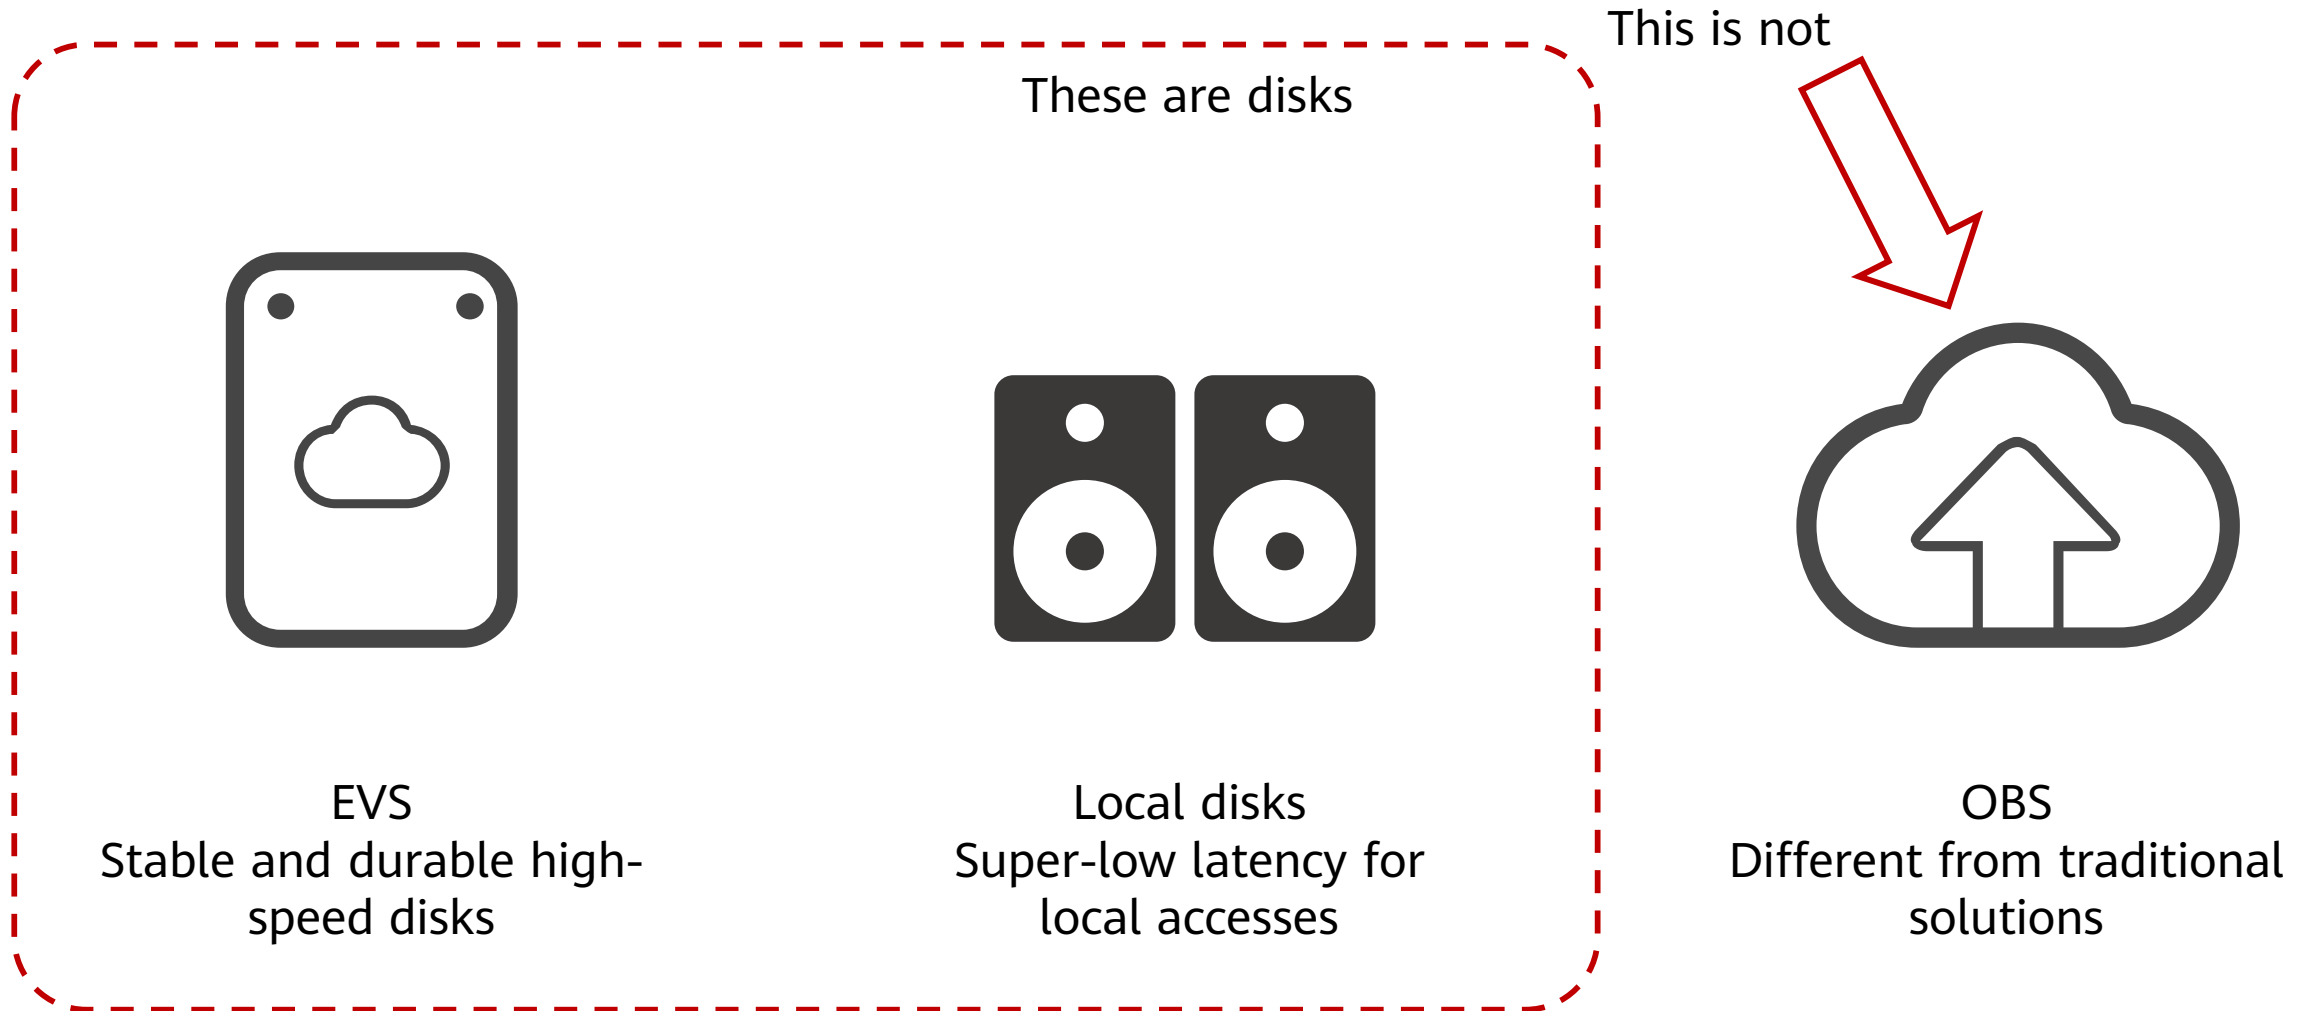 This is not
These are disks
EVS
Stable and durable high-
speed disks
Local disks
Super-low latency for
local accesses
OBS
Different from traditional
solutions